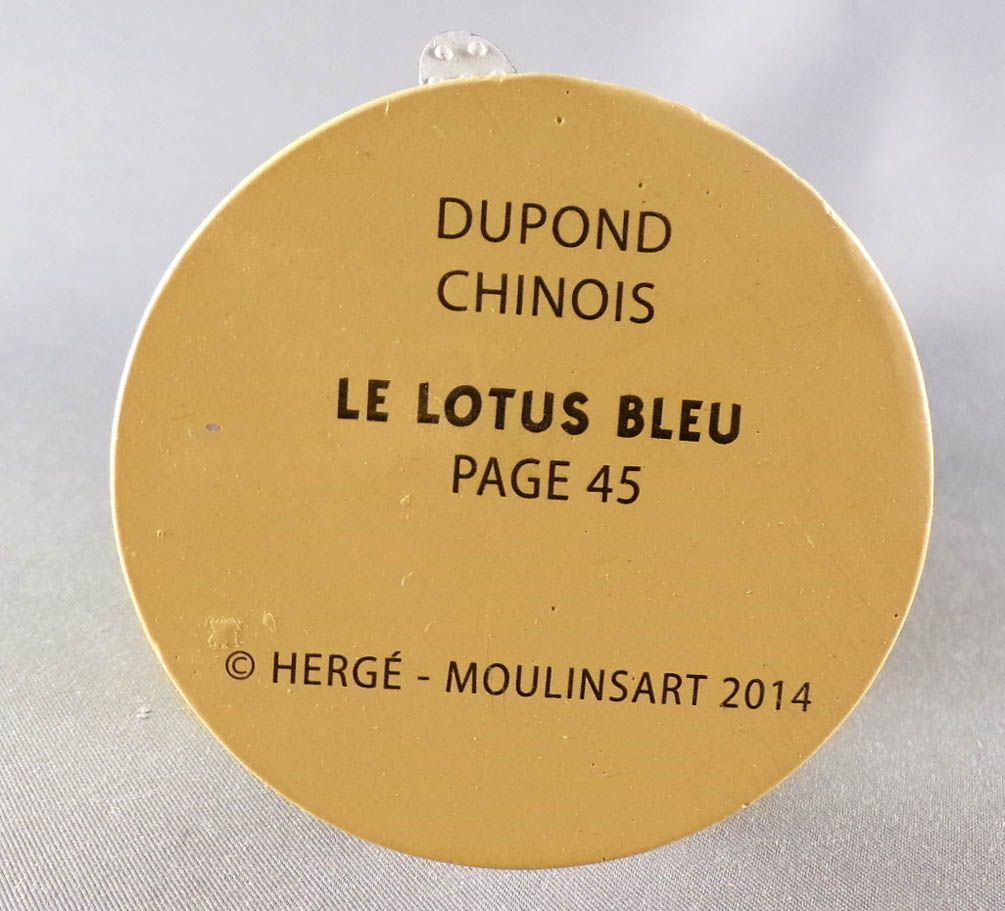 DUPOND
CHINOIS
LE LOTUS BLEU
PAGE 45
© HERGÉ - MOULINSART 2014